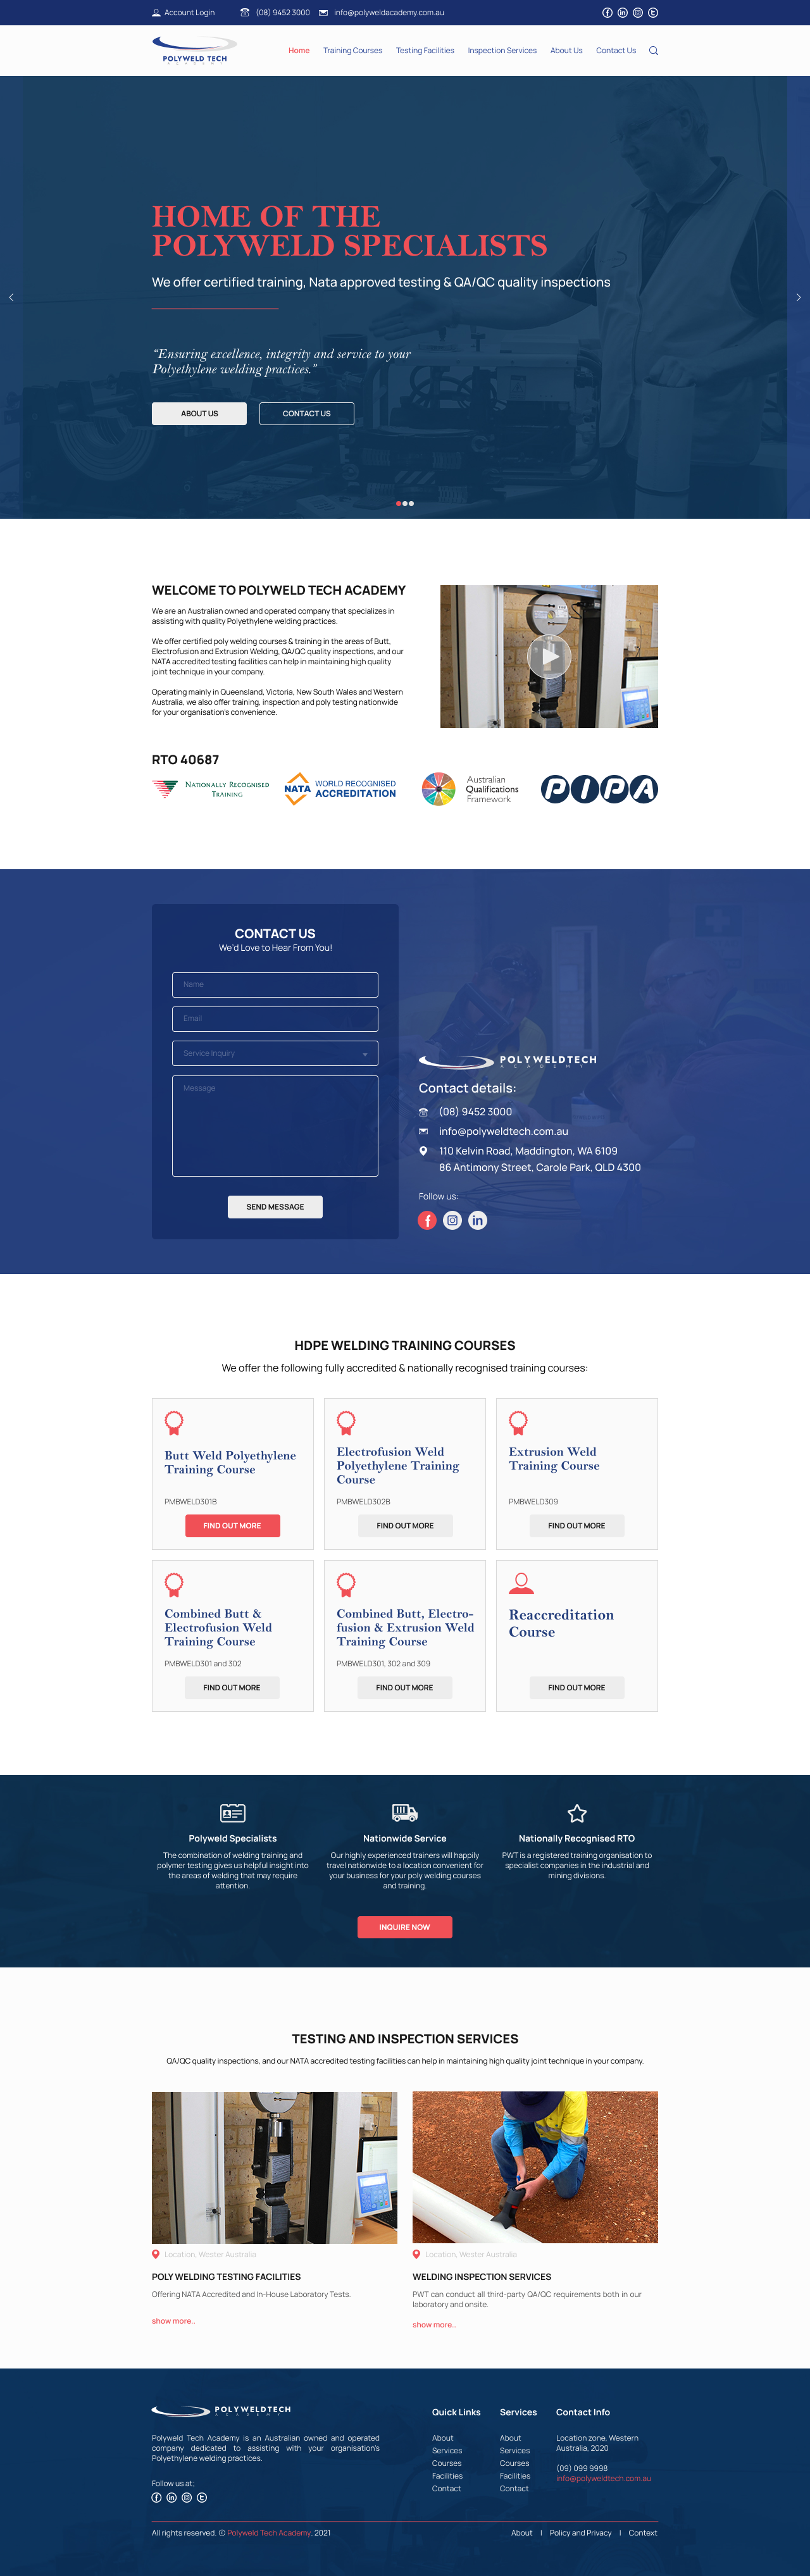 Account Login
(08) 9452 3000
info@polyweldacademy.com.au
POLYWELD TECH
ACADEMY
Home
Training Courses
Testing Facilities
Inspection Services
About Us
Contact Us
HOME OF THE
POLYWELD SPECIALISTS
We offer certified training, Nata approved testing & QA/QC quality inspections
“Ensuring excellence, integrity and service to your
Polyethylene welding practices.”
ABOUT US
CONTACT US
WELCOME TO POLYWELD TECH ACADEMY
We are an Australian owned and operated company that specializes in
assisting with quality Polyethylene welding practices.
We offer certified poly welding courses & training in the areas of Butt,
Electrofusion and Extrusion Welding, QA/QC quality inspections, and our
NATA accredited testing facilities can help in maintaining high quality
joint technique in your company.
Operating mainly in Queensland, Victoria, New South Wales and Western
Australia, we also offer training, inspection and poly testing nationwide
for your organisation's convenience.
RTO 40687
NATIONALLY RECOGNISED
TRAINING
NATA
WORLD RECOGNISED
ACCREDITATION
Australian
Qualifications
Framework
PIPA
CONTACT US
We'd Love to Hear From You!
Name
Email
Service Inquiry
Message
SEND MESSAGE
POLYWELDTECH
ACADEMY
Contact details:
(08) 9452 3000
info@polyweldtech.com.au
110 Kelvin Road, Maddington, WA 6109
86 Antimony Street, Carole Park, QLD 4300
Follow us:
HDPE WELDING TRAINING COURSES
We offer the following fully accredited & nationally recognised training courses:
Butt Weld Polyethylene
Training Course
PMBWELD301B
FIND OUT MORE
Electrofusion Weld
Polyethylene Training
Course
PMBWELD302B
FIND OUT MORE
Extrusion Weld
Training Course
PMBWELD309
FIND OUT MORE
Combined Butt &
Electrofusion Weld
Training Course
PMBWELD301 and 302
FIND OUT MORE
Combined Butt, Electro-
fusion & Extrusion Weld
Training Course
PMBWELD301, 302 and 309
FIND OUT MORE
Reaccreditation
Course
FIND OUT MORE
Polyweld Specialists
The combination of welding training and
polymer testing gives us helpful insight into
the areas of welding that may require
attention.
Nationwide Service
Our highly experienced trainers will happily
travel nationwide to a location convenient for
your business for your poly welding courses
and training.
Nationally Recognised RTO
PWT is a registered training organisation to
specialist companies in the industrial and
mining divisions.
INQUIRE NOW
TESTING AND INSPECTION SERVICES
QA/QC quality inspections, and our NATA accredited testing facilities can help in maintaining high quality joint technique in your company.
Location, Wester Australia
POLY WELDING TESTING FACILITIES
Offering NATA Accredited and In-House Laboratory Tests.
show more..
Location, Wester Australia
WELDING INSPECTION SERVICES
PWT can conduct all third-party QA/QC requirements both in our
laboratory and onsite.
show more..
POLYWELDTECH
ACADEMY
Polyweld Tech Academy is an Australian owned and operated
company dedicated to assisting with your organisation's
Polyethylene welding practices.
Follow us at;
Quick Links
About
Services
Courses
Facilities
Contact
Services
About
Services
Courses
Facilities
Contact
Contact Info
Location zone, Western
Australia, 2020
(09) 099 9998
info@polyweldtech.com.au
All rights reserved. © Polyweld Tech Academy. 2021
About | Policy and Privacy | Context